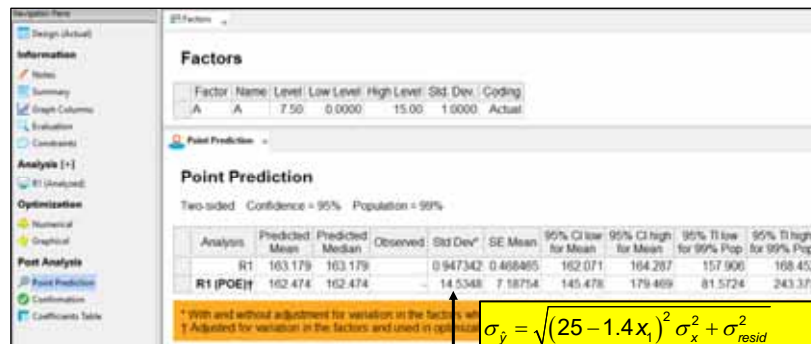 Navigation Pane
Design (Actual)
Information
Notes
Summary
Graph Columns
Evaluation
Constraints
Analysis [+]
R1 (Analyzed)
Optimization
Numerical
Graphical
Post Analysis
Point Prediction
Confirmation
Coefficients Table
Factors
Factors
Factor Name Level Low Level High Level Std. Dev. Coding
A A 7.50 0.0000 15.00 1.0000 Actual
Point Prediction
Point Prediction
Two-sided Confidence = 95% Population = 99%
Analysis Predicted Mean Predicted Median Observed Std Dev* SE Mean 95% CI low for Mean 95% CI high for Mean 95% TI low for 99% Pop 95% TI high for 99% Pop
R1 163.179 163.179 0.947342 0.468465 162.071 164.287 157.906 168.452
R1 (POE)† 162.474 162.474 - 14.5348 7.18754 145.478 179.469 81.5724 243.375
* With and without adjustment for variation in the factors
† Adjusted for variation in the factors and used in
σŷ = √((25 − 1.4x₁)² σx² + σ²resid)